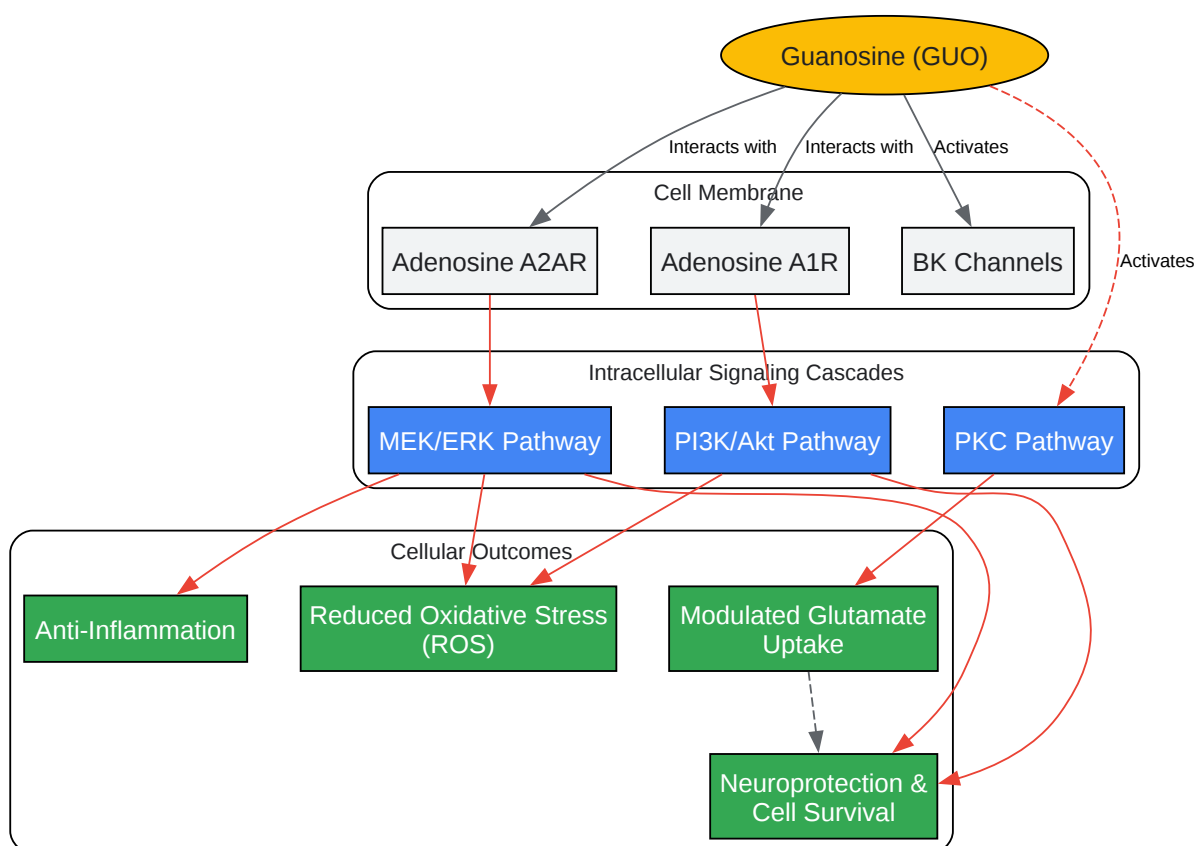 Guanosine (GUO)
Interacts with
Interacts with
Activates
Cell Membrane
Adenosine A2AR
Adenosine A1R
BK Channels
Activates
Intracellular Signaling Cascades
MEK/ERK Pathway
PI3K/Akt Pathway
PKC Pathway
Cellular Outcomes
Anti-Inflammation
Reduced Oxidative Stress
(ROS)
Modulated Glutamate
Uptake
Neuroprotection &
Cell Survival